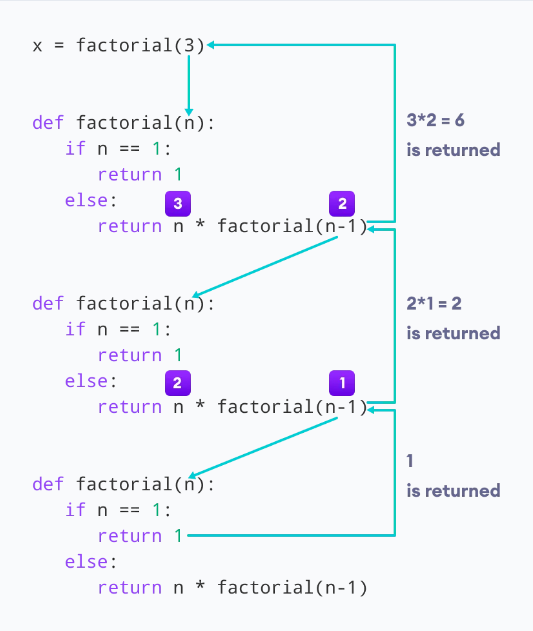 x = factorial(3)
def factorial(n):
3*2 = 6
if n == 1:
is returned
return 1
else:
3
2
return n * factorial(n-1)
def factorial(n):
2*1 = 2
if n == 1:
is returned
return 1
else:
2
1
return n * factorial(n-1)
1
def factorial(n):
is returned
if n == 1:
return 1
else:
return n * factorial(n-1)